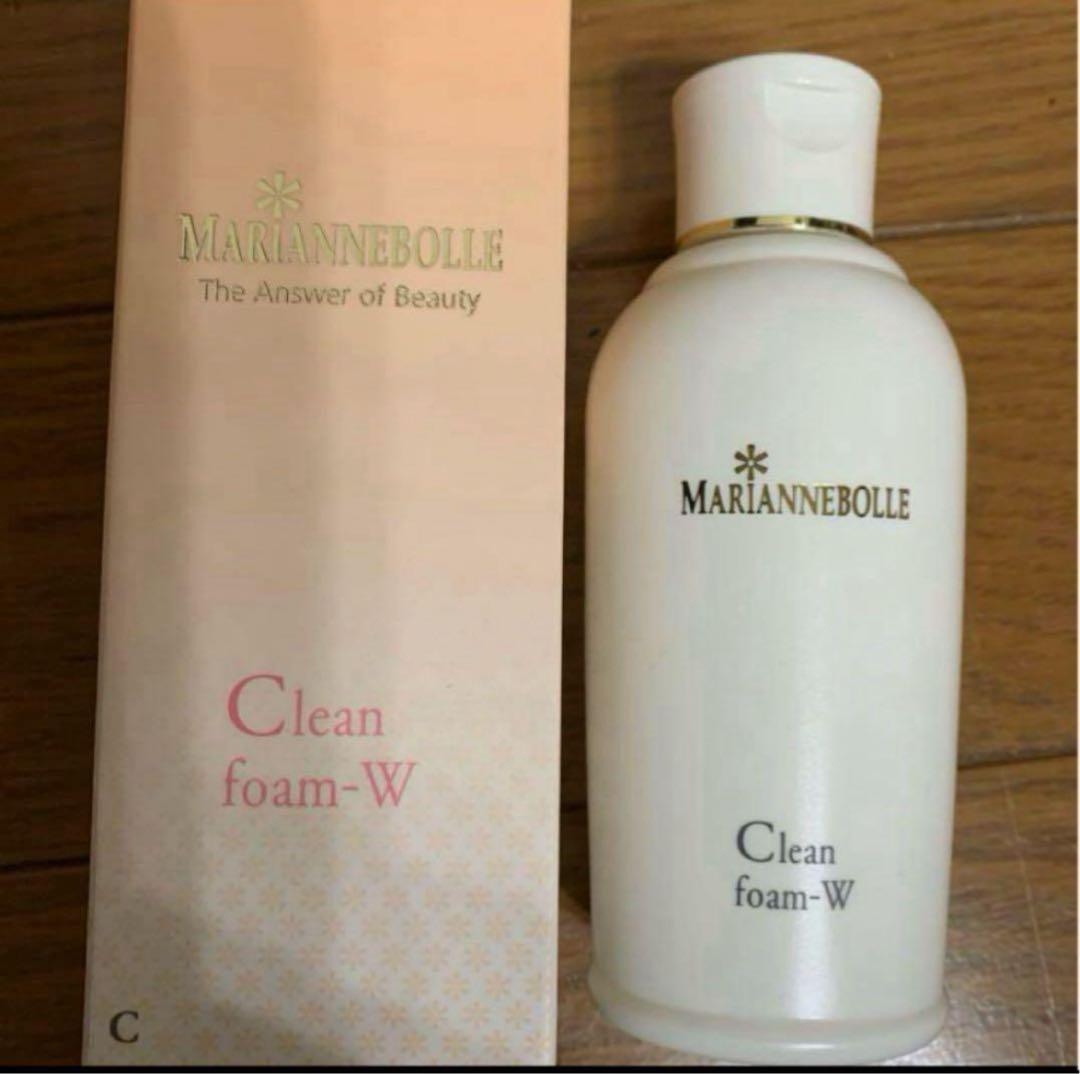 MARIANNEBOLLE
The Answer of Beauty
Clean
foam-W
C
MARIANNEBOLLE
Clean
foam-W